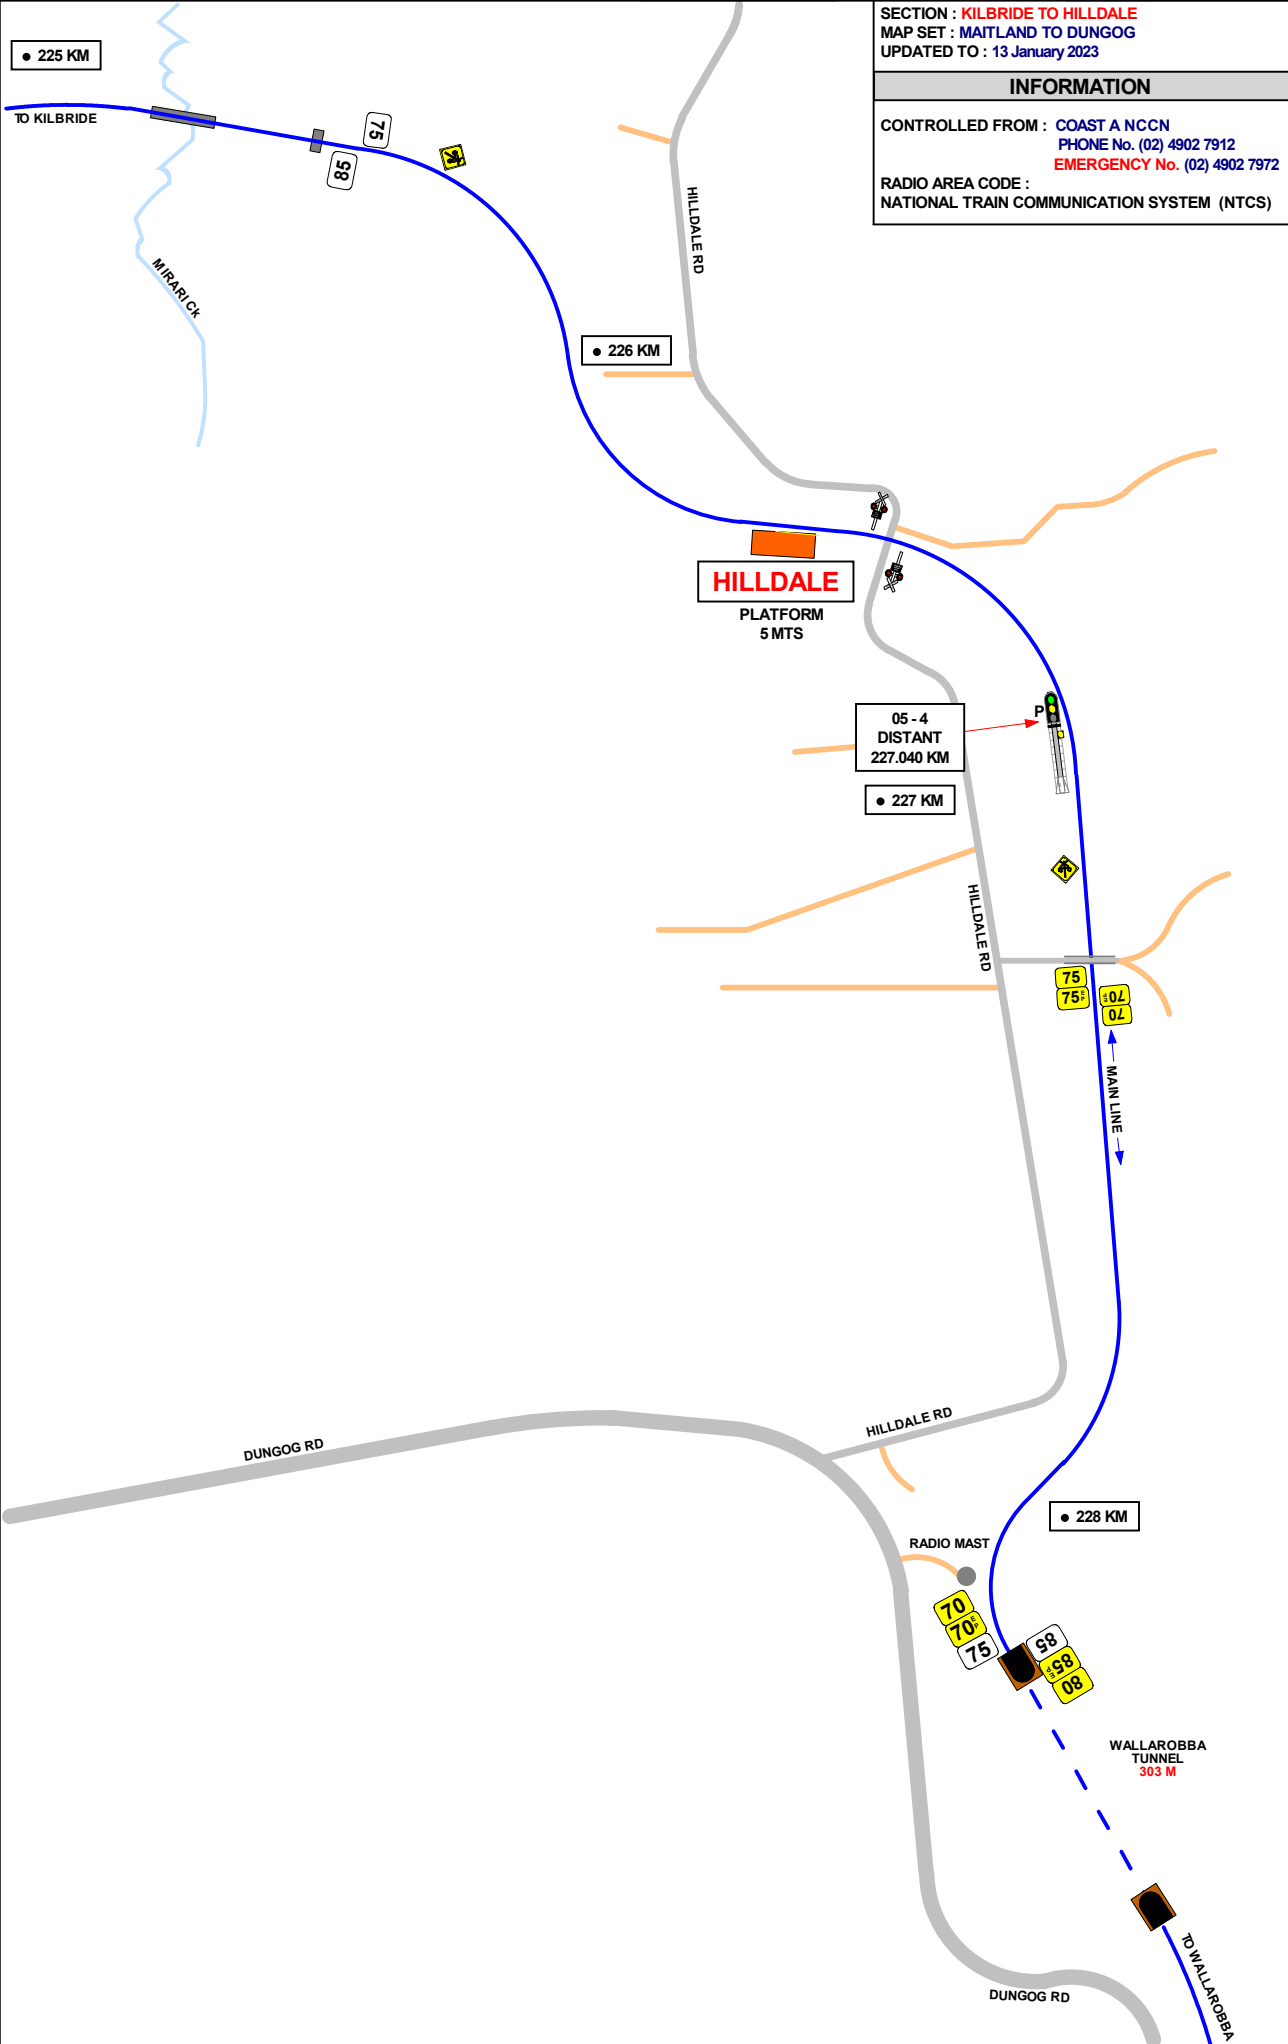 SECTION : KILBRIDE TO HILLDALE
MAP SET : MAITLAND TO DUNGOG
UPDATED TO : 13 January 2023
INFORMATION
CONTROLLED FROM : COAST A NCCN
PHONE No. (02) 4902 7912
EMERGENCY No. (02) 4902 7972
RADIO AREA CODE :
NATIONAL TRAIN COMMUNICATION SYSTEM (NTCS)
● 225 KM
TO KILBRIDE
75
85
HILLDALE RD
MIRARI Ck
● 226 KM
HILLDALE
PLATFORM
5 MTS
05 - 4
DISTANT
227.040 KM
P
● 227 KM
HILLDALE RD
75
75 EP
70 EP
70
MAIN LINE
HILLDALE RD
DUNGOG RD
● 228 KM
RADIO MAST
70
70 EP
75
85
85 EP
80
WALLAROBBA
TUNNEL
303 M
TO WALLAROBBA
DUNGOG RD